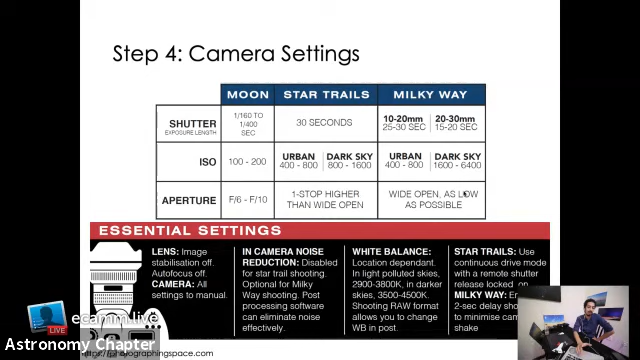 Step 4: Camera Settings
MOON STAR TRAILS MILKY WAY
SHUTTER
EXPOSURE LENGTH
1/160 TO
1/400
SEC
30 SECONDS
10-20mm 20-30mm
25-30 SEC 15-20 SEC
ISO
100 - 200
URBAN DARK SKY
400 - 800 800 - 1600
URBAN DARK SKY
400 - 800 1600 - 6400
APERTURE
F/6 - F/10
1-STOP HIGHER
THAN WIDE OPEN
WIDE OPEN, AS LOW
AS POSSIBLE
ESSENTIAL SETTINGS
LENS: Image
stabilisation off.
Autofocus off.
CAMERA: All
settings to manual.
IN CAMERA NOISE
REDUCTION: Disabled
for star trail shooting.
Optional for Milky
Way shooting. Post
processing software
can eliminate noise
effectively.
WHITE BALANCE:
Location dependant.
In light polluted skies,
2900-3800K, in darker
skies, 3500-4500K.
Shooting RAW format
allows you to change
WB in post.
STAR TRAILS: Use
continuous drive mode
with a remote shutter
release locked on
MILKY WAY:
2-sec delay
to minimise
shake
LIVE
ecamm live
Astronomy Chapter
https://photographingspace.com